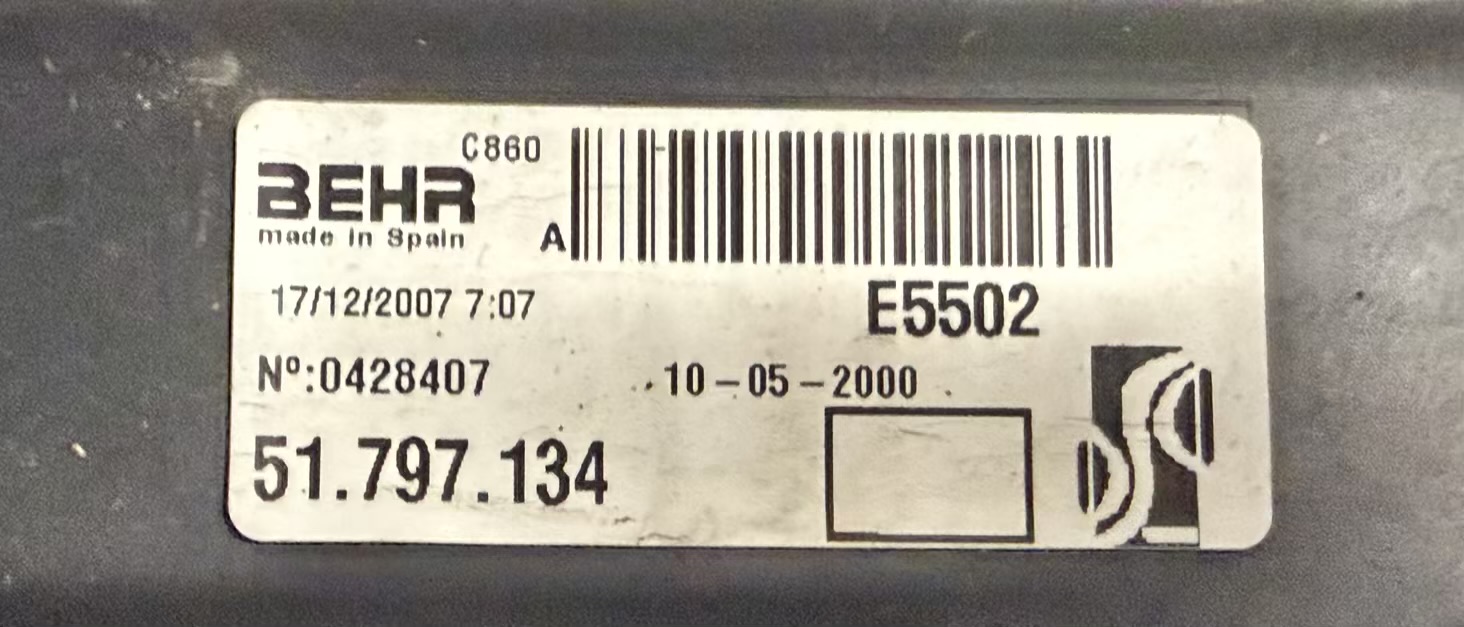 C860
BEHR
made in Spain
A
17/12/2007 7:07
E5502
Nº:0428407
10-05-2000
51.797.134